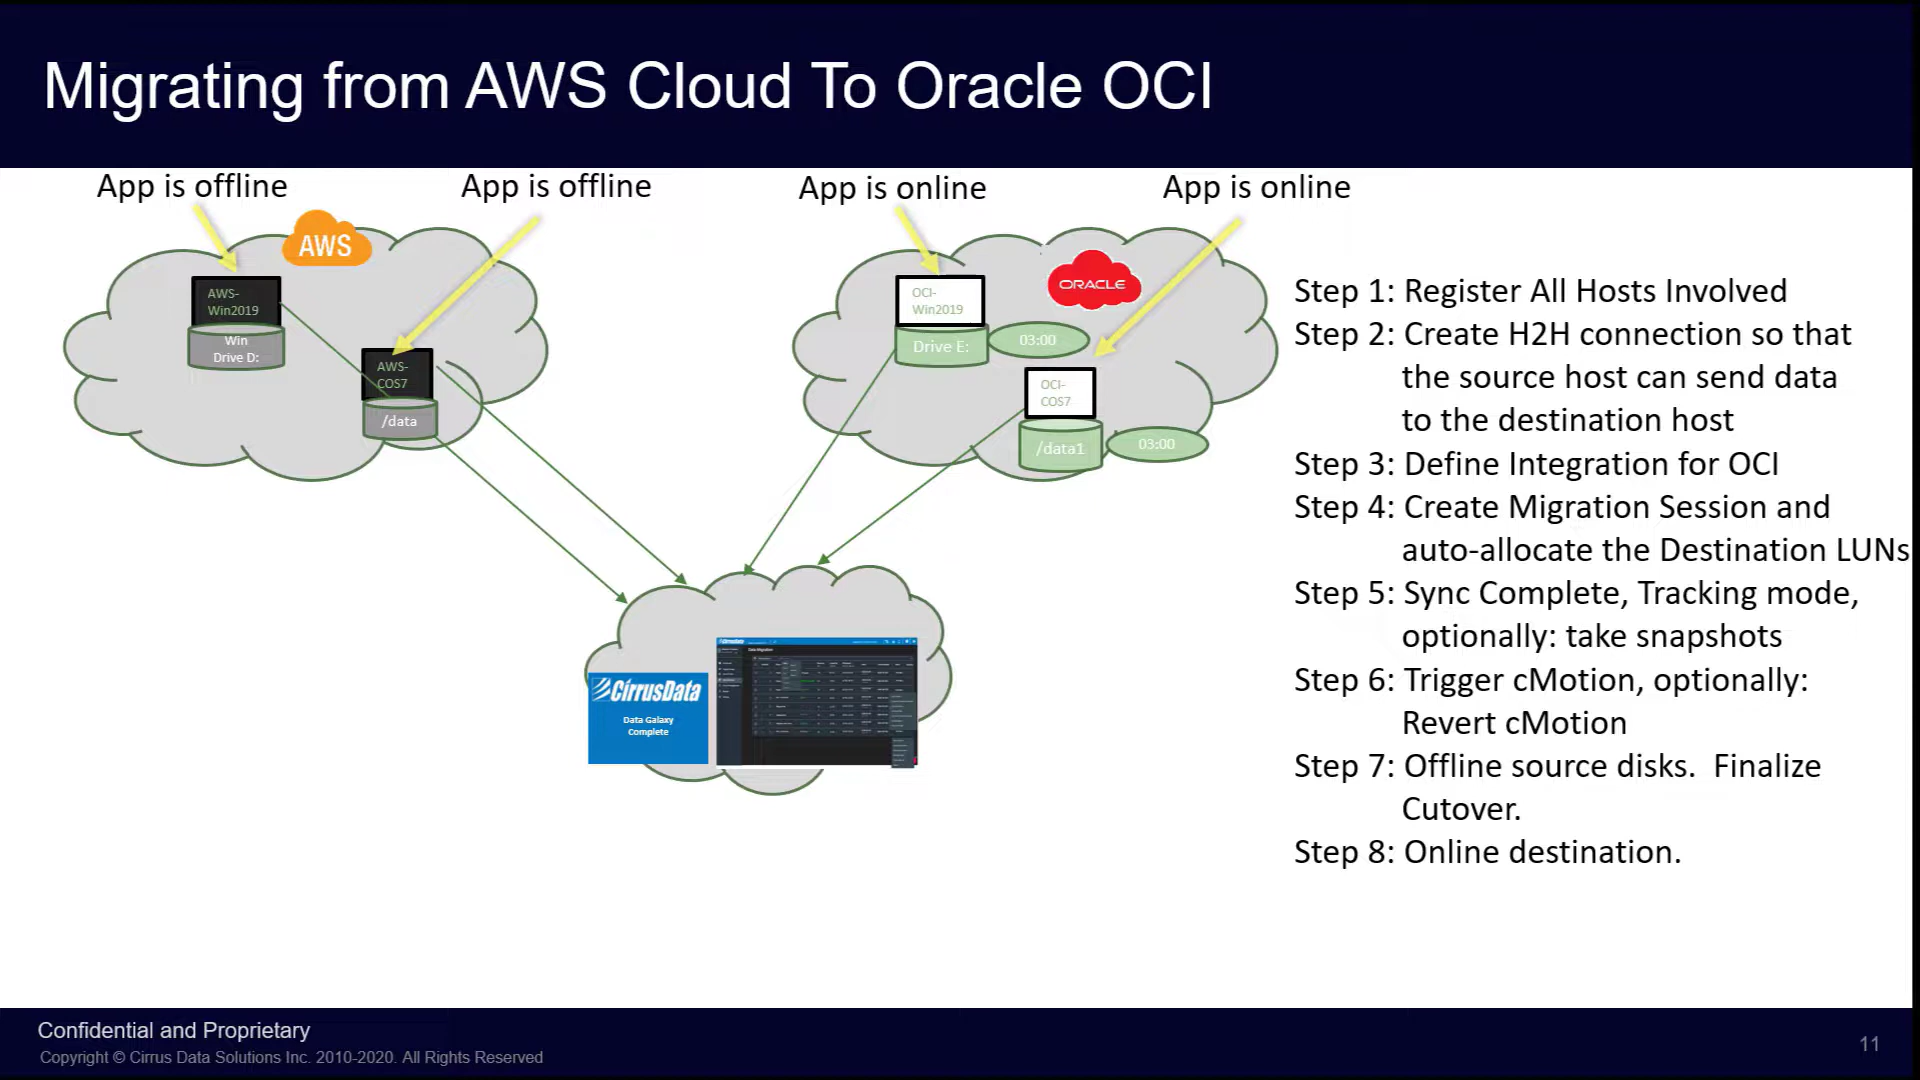 Migrating from AWS Cloud To Oracle OCI
App is offline
App is offline
App is online
App is online
AWS
AWS-
Win2019
Win
Drive D:
AWS-
COS7
/data
OCI-
Win2019
Drive E:
03:00
ORACLE
OCI-
COS7
/data1
03:00
Step 1: Register All Hosts Involved
Step 2: Create H2H connection so that
the source host can send data
to the destination host
Step 3: Define Integration for OCI
Step 4: Create Migration Session and
auto-allocate the Destination LUNs
Step 5: Sync Complete, Tracking mode,
optionally: take snapshots
Step 6: Trigger cMotion, optionally:
Revert cMotion
Step 7: Offline source disks. Finalize
Cutover.
Step 8: Online destination.
CirrusData
Data Galaxy
Complete
Data Migration
Confidential and Proprietary
Copyright © Cirrus Data Solutions Inc. 2010-2020. All Rights Reserved
11